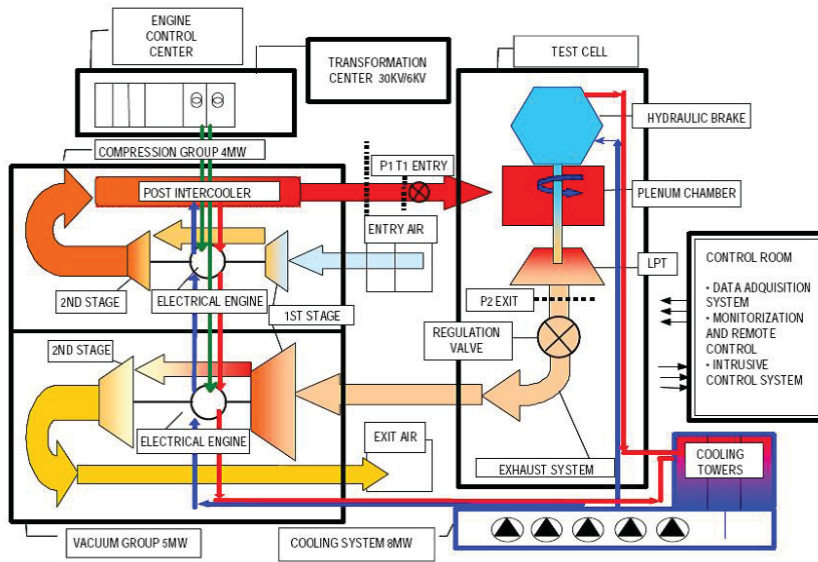 ENGINE
CONTROL
CENTER
TRANSFORMATION
CENTER 30KV/6KV
TEST CELL
HYDRAULIC BRAKE
COMPRESSION GROUP 4MW
P1 T1 ENTRY
POST INTERCOOLER
PLENUM CHAMBER
ENTRY AIR
LPT
CONTROL ROOM
• DATA ADQUISITION
SYSTEM
• MONITORIZATION
AND REMOTE
CONTROL
• INTRUSIVE
CONTROL SYSTEM
2ND STAGE
ELECTRICAL ENGINE
1ST STAGE
P2 EXIT
REGULATION
VALVE
2ND STAGE
ELECTRICAL ENGINE
EXIT AIR
EXHAUST SYSTEM
COOLING
TOWERS
VACUUM GROUP 5MW
COOLING SYSTEM 8MW